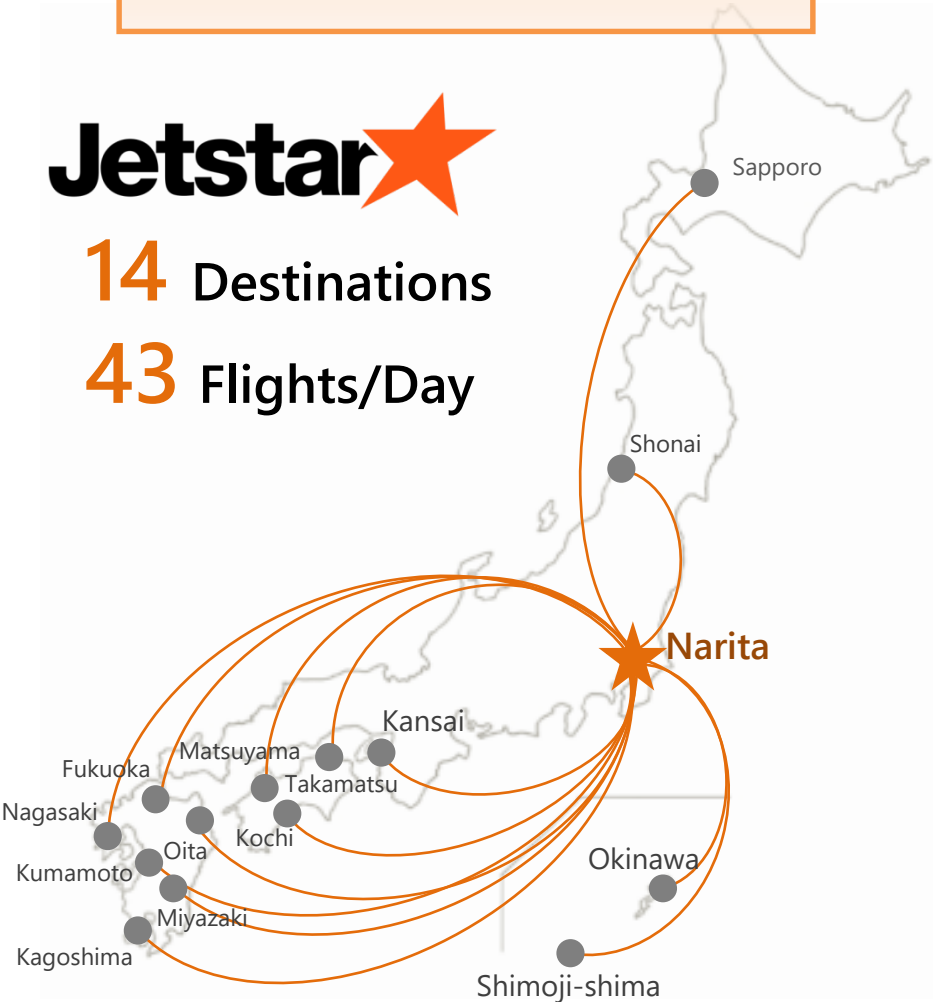 Jetstar
14 Destinations
43 Flights/Day
Sapporo
Shonai
Narita
Kansai
Matsuyama
Takamatsu
Fukuoka
Nagasaki
Kochi
Oita
Kumamoto
Miyazaki
Kagoshima
Okinawa
Shimoji-shima